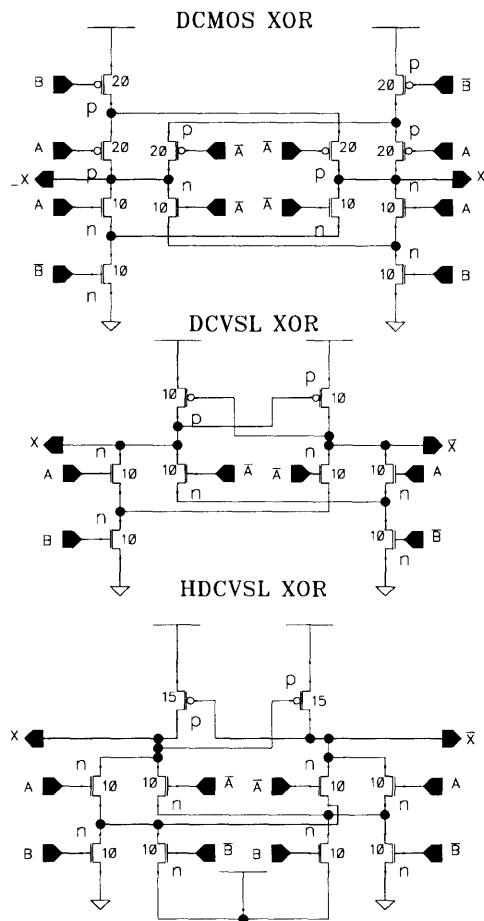 DCMOS XOR
B 20 p p 20 B̅
p p p
A 20 20 A̅ A̅ 20 20 A
_X p n p n X
A 10 10 A̅ A̅ 10 10 A
n n
B̅ 10 10 B
n n
DCVSL XOR
p
10 10
p
X n n n n X̅
A 10 10 A̅ A̅ 10 10 A
n n n
B 10 10 B̅
n n
HDCVSL XOR
p
15 15
p
X X̅
n n
A 10 10 A̅ A̅ 10 10 A
n n n n
B 10 10 B̅ B 10 10 B̅
n n n